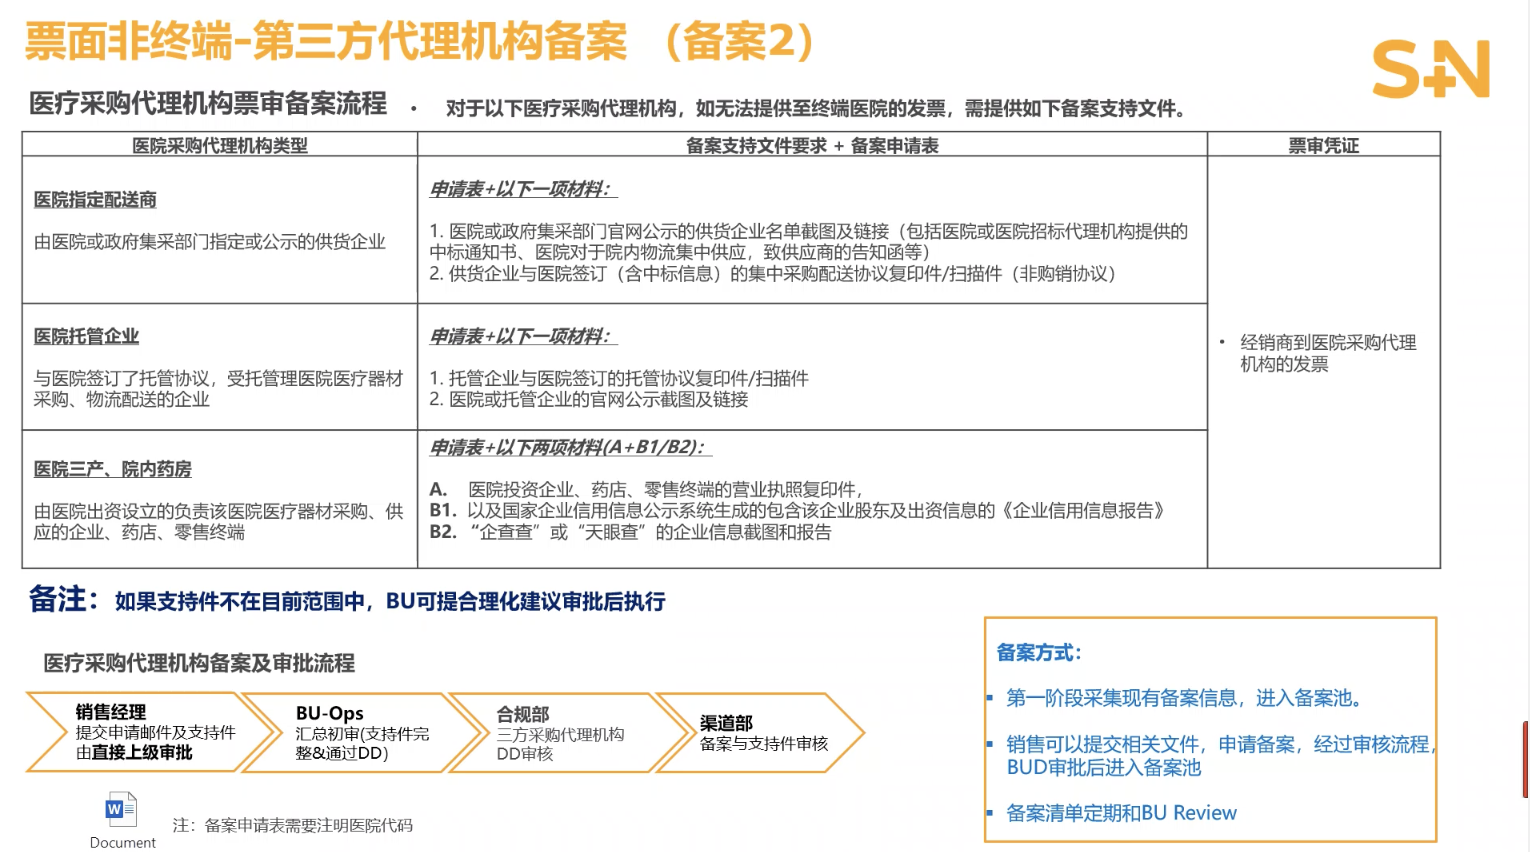 票面非终端-第三方代理机构备案 （备案2）
S+N
医疗采购代理机构票审备案流程
• 对于以下医疗采购代理机构，如无法提供至终端医院的发票，需提供如下备案支持文件。
医院采购代理机构类型
备案支持文件要求 + 备案申请表
票审凭证
医院指定配送商
由医院或政府集采部门指定或公示的供货企业
申请表+以下一项材料：
1. 医院或政府集采部门官网公示的供货企业名单截图及链接（包括医院或医院招标代理机构提供的
中标通知书、医院对于院内物流集中供应，致供应商的告知函等）
2. 供货企业与医院签订（含中标信息）的集中采购配送协议复印件/扫描件（非购销协议）
医院托管企业
与医院签订了托管协议，受托管理医院医疗器材
采购、物流配送的企业
申请表+以下一项材料：
1. 托管企业与医院签订的托管协议复印件/扫描件
2. 医院或托管企业的官网公示截图及链接
• 经销商到医院采购代理
机构的发票
医院三产、院内药房
由医院出资设立的负责该医院医疗器材采购、供
应的企业、药店、零售终端
申请表+以下两项材料(A+B1/B2)：
A. 医院投资企业、药店、零售终端的营业执照复印件，
B1. 以及国家企业信用信息公示系统生成的包含该企业股东及出资信息的《企业信用信息报告》
B2. “企查查”或“天眼查”的企业信息截图和报告
备注：如果支持件不在目前范围中，BU可提合理化建议审批后执行
医疗采购代理机构备案及审批流程
销售经理
提交申请邮件及支持件
由直接上级审批
BU-Ops
汇总初审(支持件完
整&通过DD)
合规部
三方采购代理机构
DD审核
渠道部
备案与支持件审核
备案方式：
▪ 第一阶段采集现有备案信息，进入备案池。
▪ 销售可以提交相关文件，申请备案，经过审核流程，
BUD审批后进入备案池
▪ 备案清单定期和BU Review
W
Document
注：备案申请表需要注明医院代码